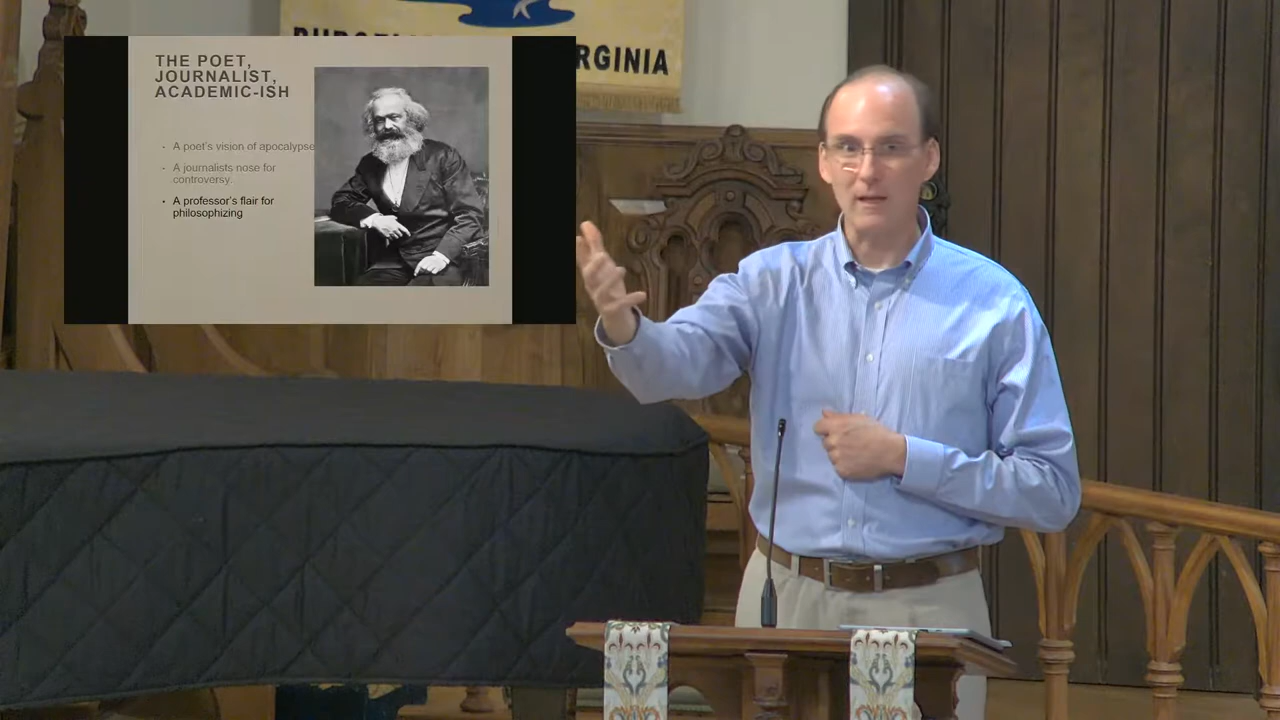 THE POET,
JOURNALIST,
ACADEMIC-ISH
• A poet's vision of apocalypse
• A journalists nose for
controversy.
• A professor's flair for
philosophizing
RGINIA